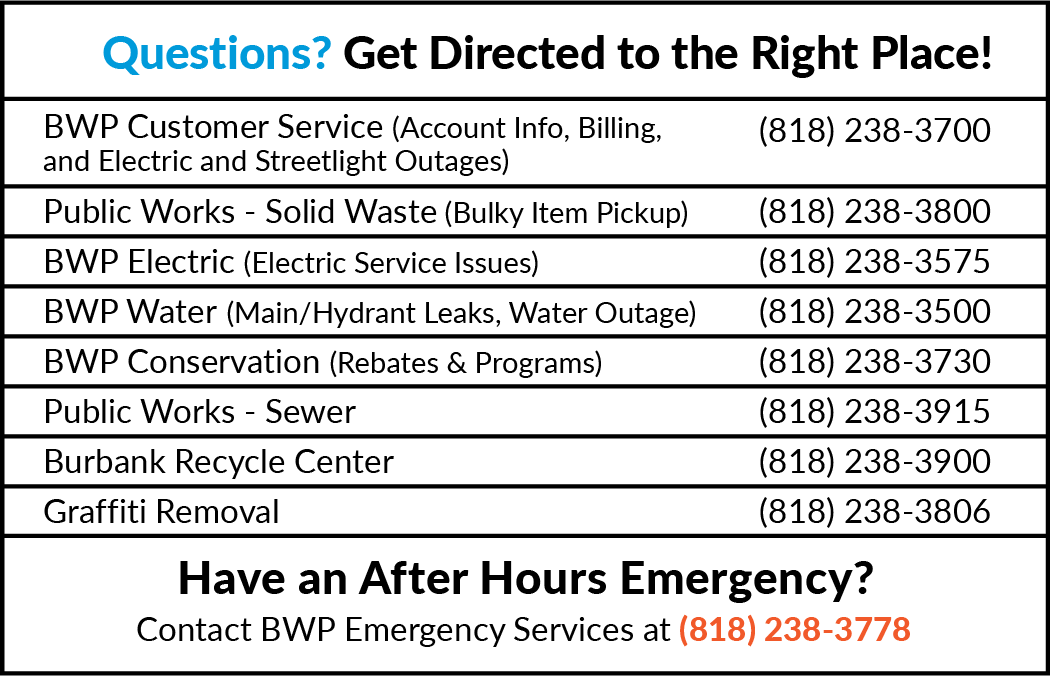 Questions? Get Directed to the Right Place!
BWP Customer Service (Account Info, Billing, (818) 238-3700
and Electric and Streetlight Outages)
Public Works - Solid Waste (Bulky Item Pickup) (818) 238-3800
BWP Electric (Electric Service Issues) (818) 238-3575
BWP Water (Main/Hydrant Leaks, Water Outage) (818) 238-3500
BWP Conservation (Rebates & Programs) (818) 238-3730
Public Works - Sewer (818) 238-3915
Burbank Recycle Center (818) 238-3900
Graffiti Removal (818) 238-3806
Have an After Hours Emergency?
Contact BWP Emergency Services at (818) 238-3778